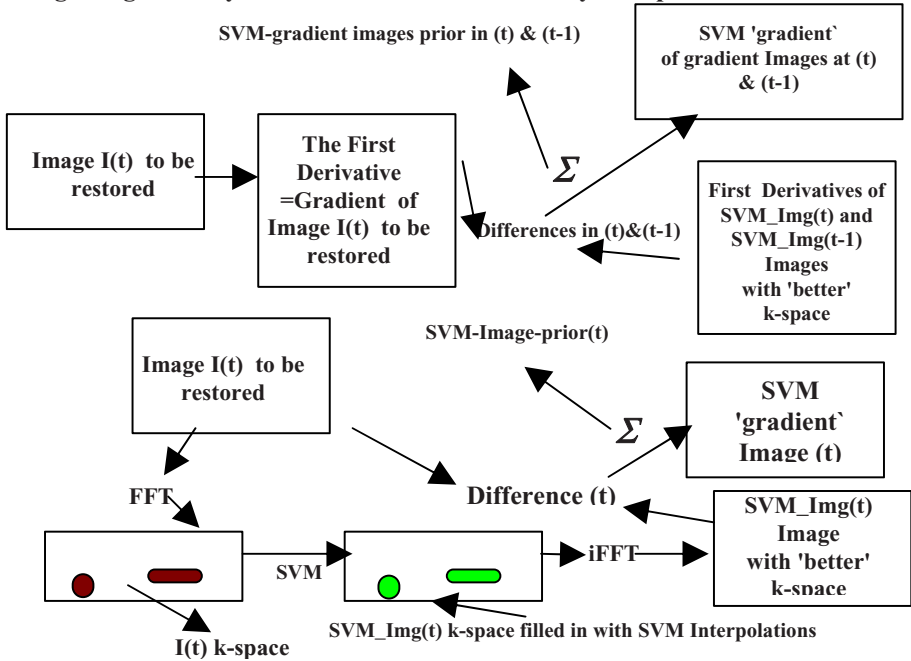 SVM-gradient images prior in (t) & (t-1)
SVM 'gradient`
of gradient Images at (t)
& (t-1)
Image I(t) to be
restored
The First
Derivative
=Gradient of
Image I(t) to be
restored
Σ
Differences in (t)&(t-1)
First Derivatives of
SVM_Img(t) and
SVM_Img(t-1)
Images
with 'better'
k-space
SVM-Image-prior(t)
Image I(t) to be
restored
SVM
'gradient`
Image (t)
Σ
FFT
Difference (t)
SVM_Img(t)
Image
with 'better'
k-space
SVM
iFFT
I(t) k-space
SVM_Img(t) k-space filled in with SVM Interpolations